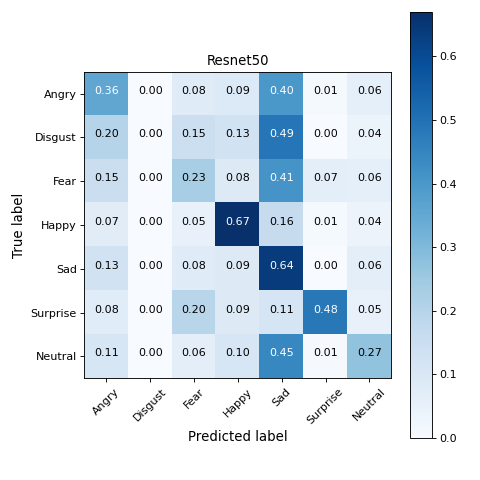 Resnet50
Angry 0.36 0.00 0.08 0.09 0.40 0.01 0.06
Disgust 0.20 0.00 0.15 0.13 0.49 0.00 0.04
Fear 0.15 0.00 0.23 0.08 0.41 0.07 0.06
Happy 0.07 0.00 0.05 0.67 0.16 0.01 0.04
Sad 0.13 0.00 0.08 0.09 0.64 0.00 0.06
Surprise 0.08 0.00 0.20 0.09 0.11 0.48 0.05
Neutral 0.11 0.00 0.06 0.10 0.45 0.01 0.27
True label
Angry Disgust Fear Happy Sad Surprise Neutral
Predicted label
0.6
0.5
0.4
0.3
0.2
0.1
0.0